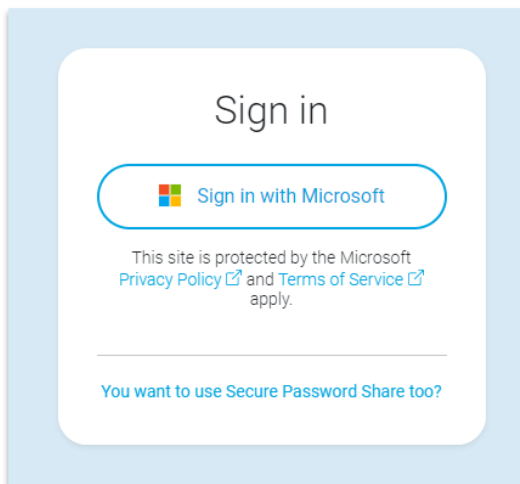 Sign in
Sign in with Microsoft
This site is protected by the Microsoft
Privacy Policy and Terms of Service
apply.
You want to use Secure Password Share too?